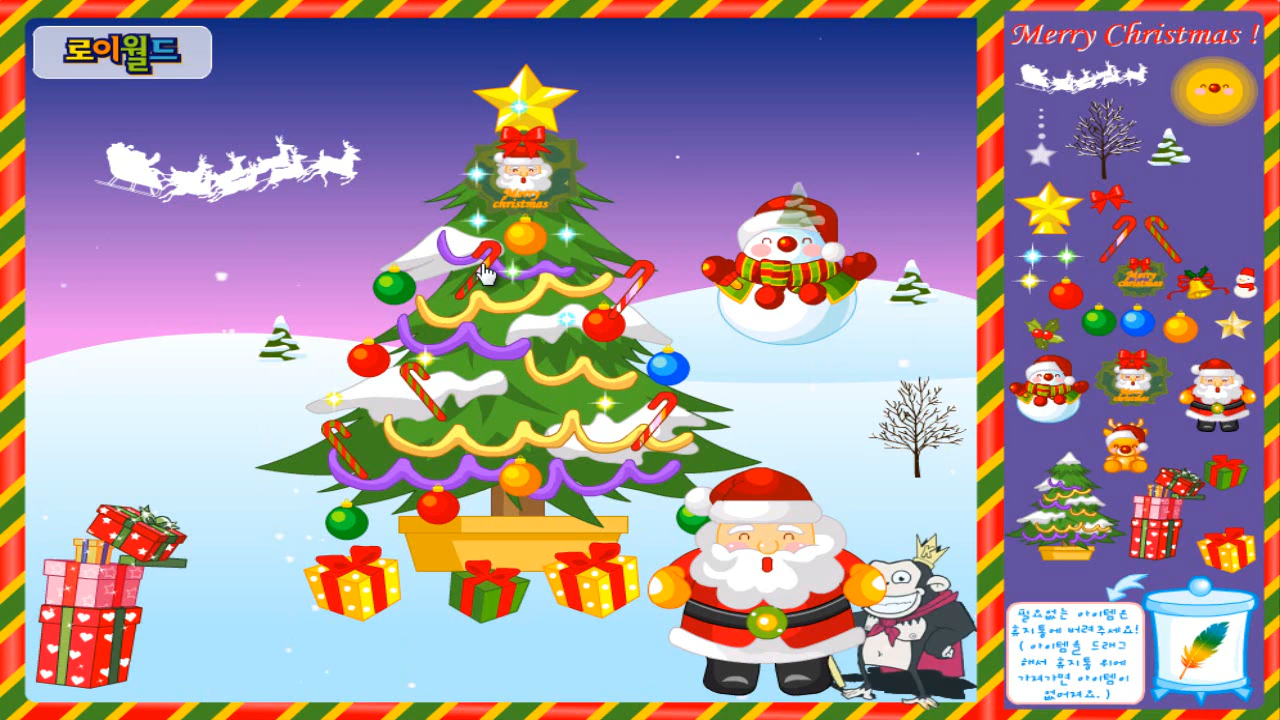 로이월드
Merry Christmas !
Merry
christmas
Merry
christmas
K
필요없는 아이템은
휴지통에 버려주세요!
( 아이템을 드래그
해서 휴지통 위에
가져가면 아이템이
없어져요. )